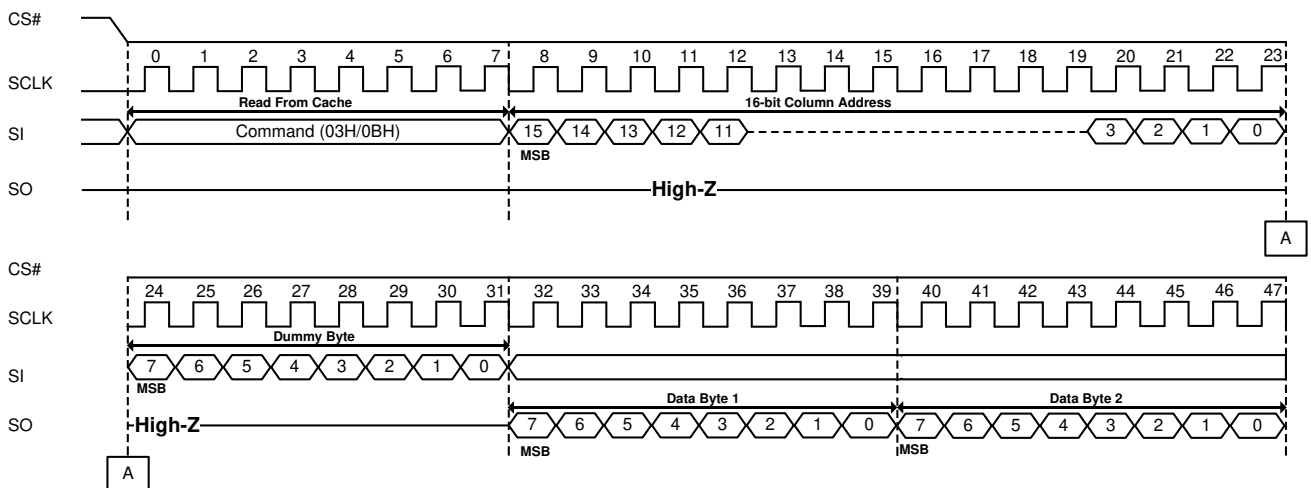 CS#
0 1 2 3 4 5 6 7 8 9 10 11 12 13 14 15 16 17 18 19 20 21 22 23
SCLK
Read From Cache 16-bit Column Address
SI Command (03H/0BH) 15 14 13 12 11 3 2 1 0
MSB
SO High-Z
A
CS#
24 25 26 27 28 29 30 31 32 33 34 35 36 37 38 39 40 41 42 43 44 45 46 47
SCLK
Dummy Byte
SI 7 6 5 4 3 2 1 0
MSB
Data Byte 1 Data Byte 2
SO High-Z 7 6 5 4 3 2 1 0 7 6 5 4 3 2 1 0
MSB MSB
A